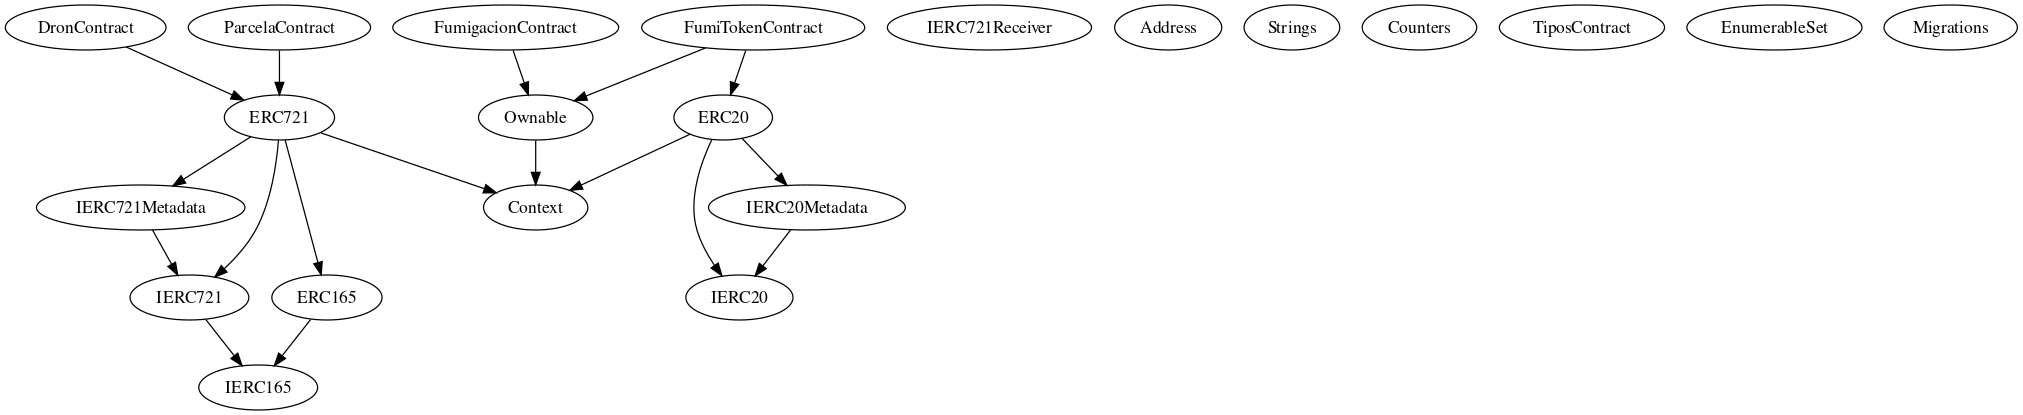 DronContract
ParcelaContract
FumigacionContract
FumiTokenContract
IERC721Receiver
Address
Strings
Counters
TiposContract
EnumerableSet
Migrations
ERC721
Ownable
ERC20
IERC721Metadata
Context
IERC20Metadata
IERC721
ERC165
IERC20
IERC165